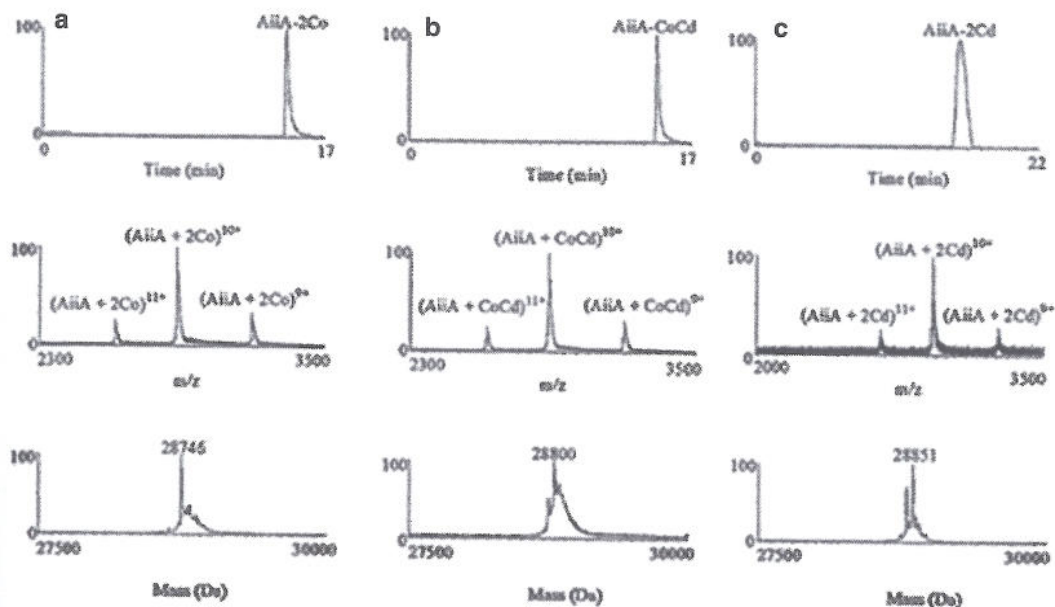 a
AiiA-2Co
100
0
0
17
Time (min)
b
AiiA-CoCd
100
0
0
17
Time (min)
c
AiiA-2Cd
100
0
0
22
Time (min)
(AiiA + 2Co)¹⁰⁺
100
(AiiA + 2Co)¹¹⁺
(AiiA + 2Co)⁹⁺
0
2300
3500
m/z
(AiiA + CoCd)¹⁰⁺
100
(AiiA + CoCd)¹¹⁺
(AiiA + CoCd)⁹⁺
0
2300
3500
m/z
(AiiA + 2Cd)¹⁰⁺
100
(AiiA + 2Cd)¹¹⁺
(AiiA + 2Cd)⁹⁺
0
2000
3500
m/z
28746
100
0
27500
30000
Mass (Da)
28800
100
0
27500
30000
Mass (Da)
28851
100
0
27500
30000
Mass (Da)